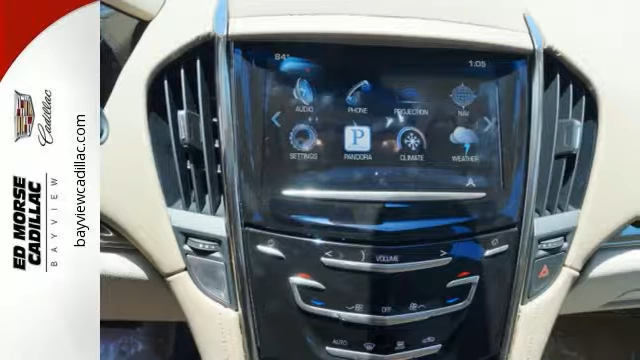 84°
1:05
AUDIO
PHONE
PROJECTION
NAV
SETTINGS
P
PANDORA
CLIMATE
WEATHER
< VOLUME >
OFF
AUTO
Cadillac
ED MORSE
CADILLAC
BAYVIEW
bayviewcadillac.com